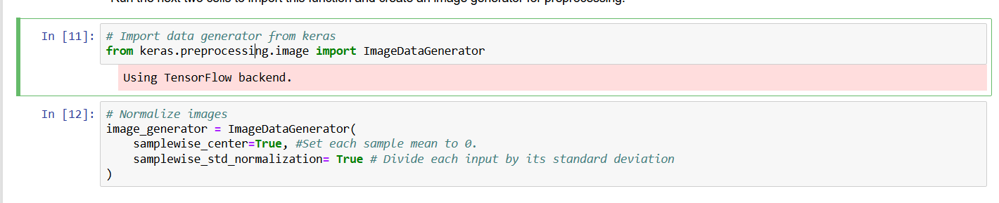 Run the next two cells to import this function and create an image generator for preprocessing.
In [11]:
# Import data generator from keras
from keras.preprocessing.image import ImageDataGenerator
Using TensorFlow backend.
In [12]:
# Normalize images
image_generator = ImageDataGenerator(
    samplewise_center=True, #Set each sample mean to 0.
    samplewise_std_normalization= True # Divide each input by its standard deviation
)